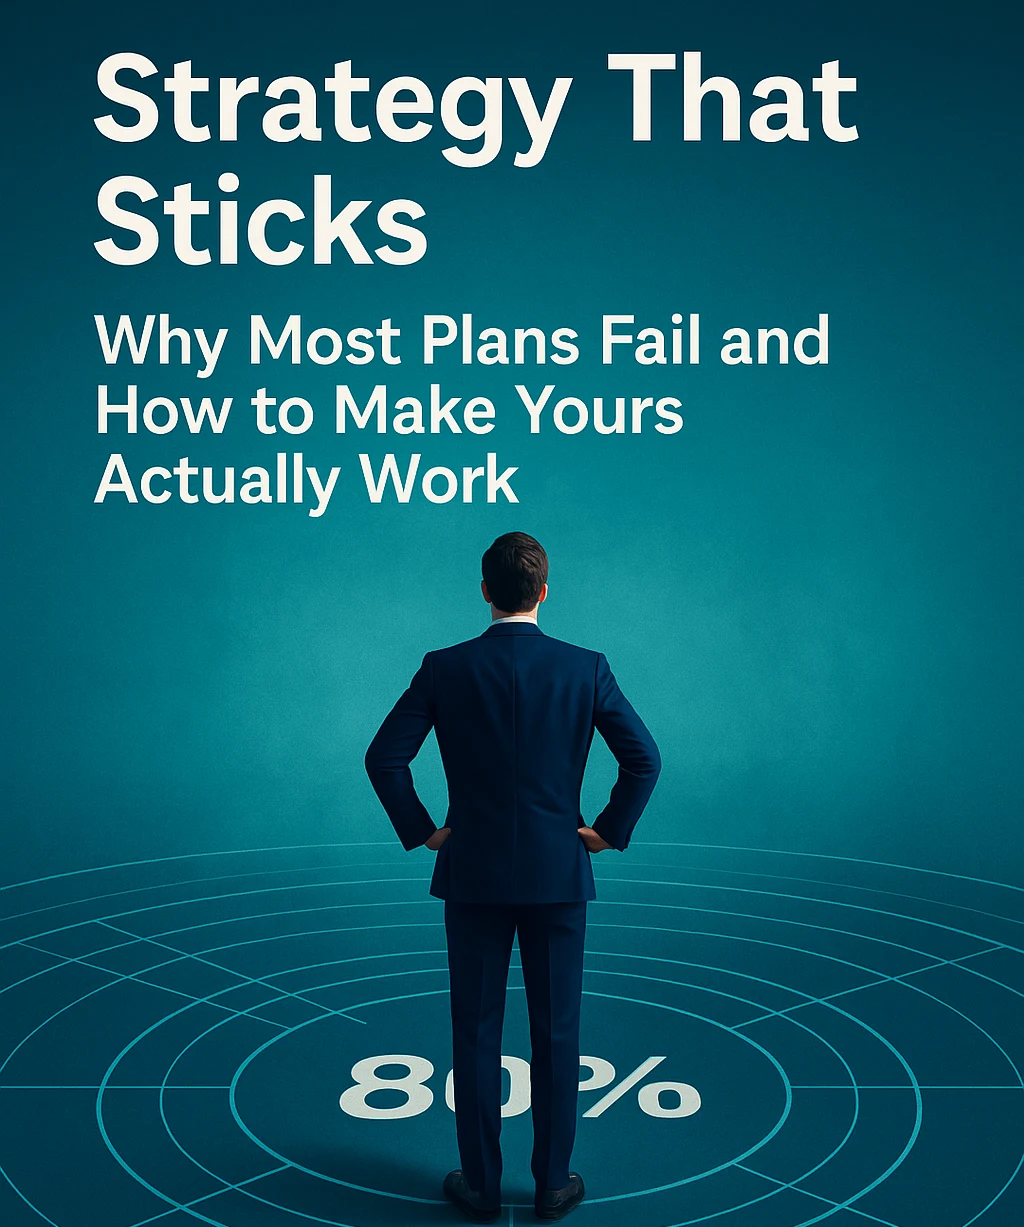 Strategy That
Sticks
Why Most Plans Fail and
How to Make Yours
Actually Work
80%